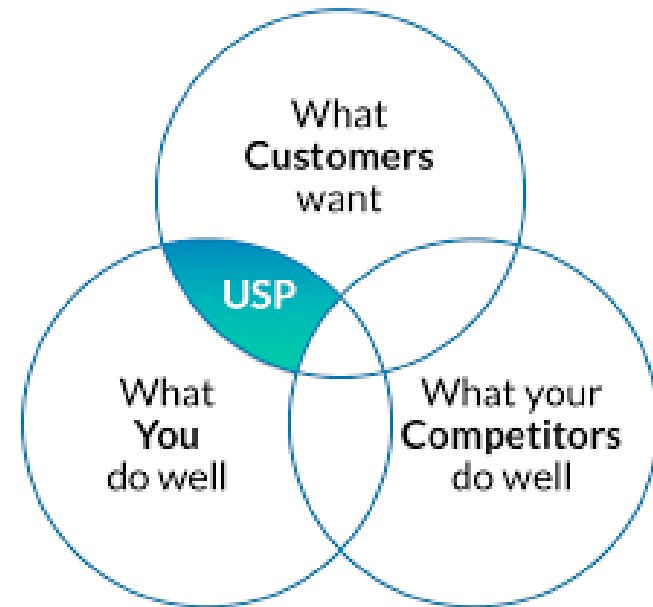 What
Customers
want
USP
What
You
do well
What your
Competitors
do well